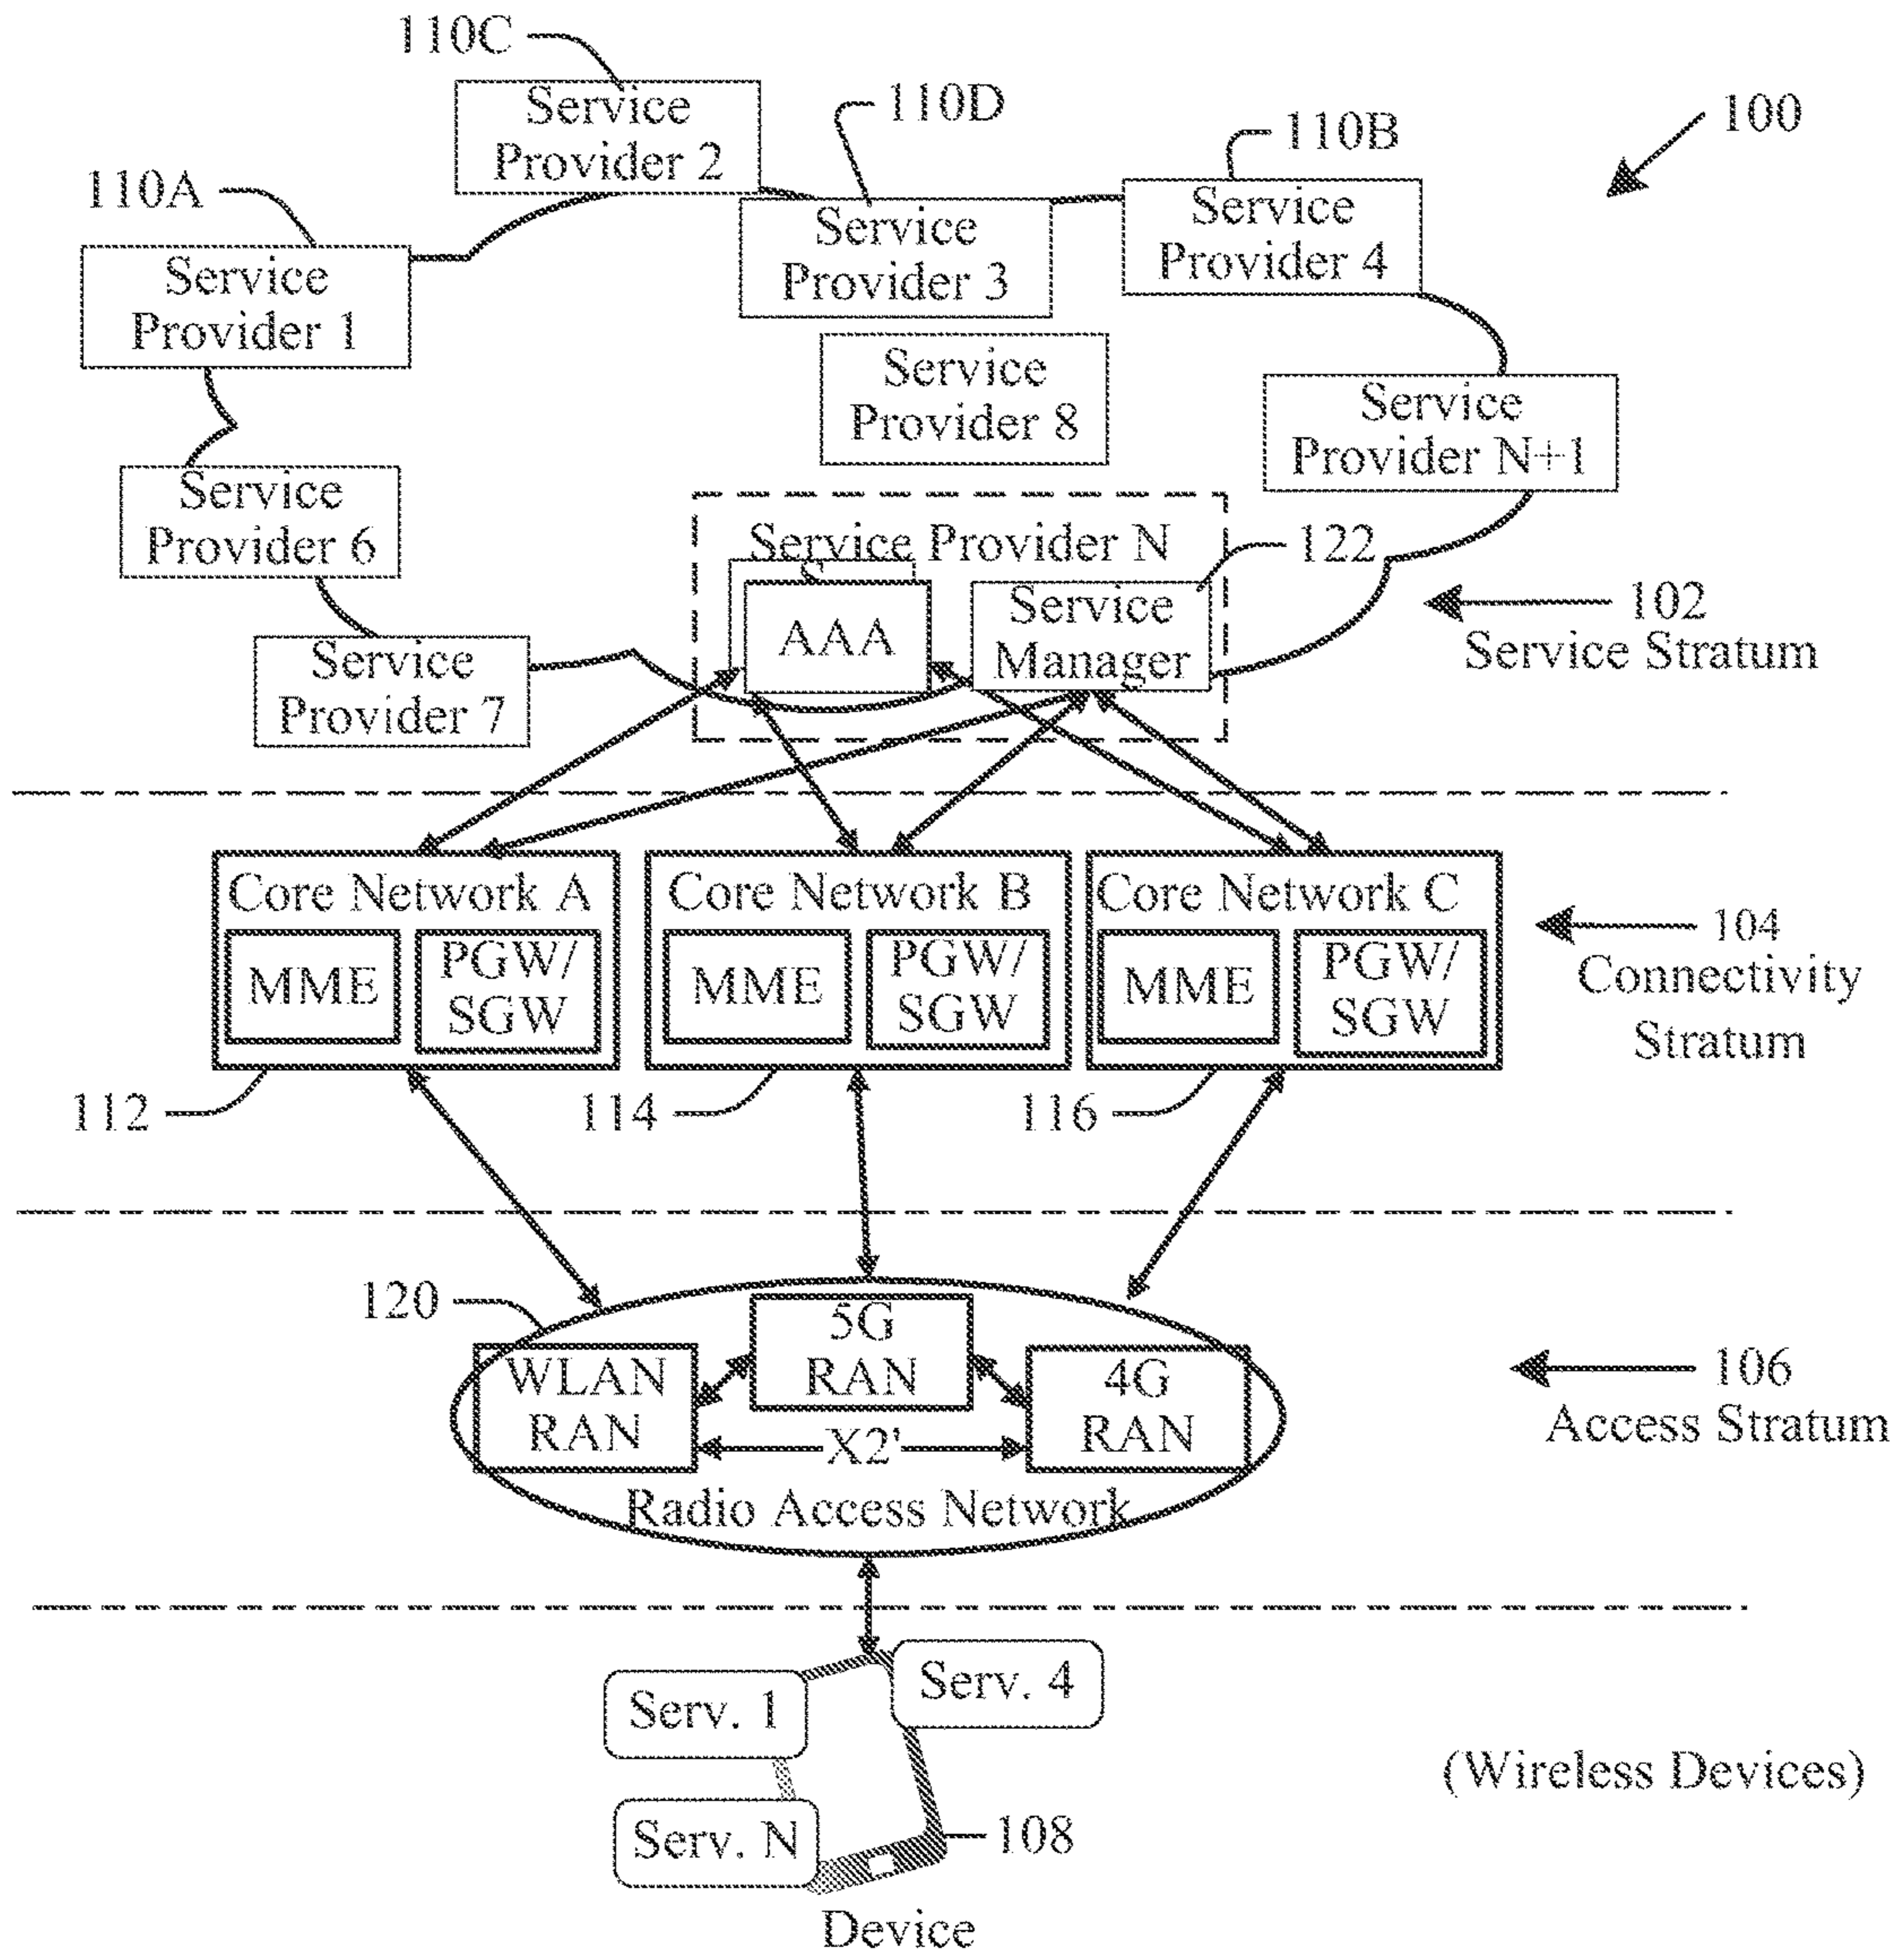 110C
Service
Provider 2
110D
110B
100
110A
Service
Provider 1
Service
Provider 3
Service
Provider 4
Service
Provider 8
Service
Provider N+1
Service
Provider 6
Service Provider N
122
AAA
Service
Manager
102
Service Stratum
Service
Provider 7
Core Network A
MME
PGW/
SGW
Core Network B
MME
PGW/
SGW
Core Network C
MME
PGW/
SGW
104
Connectivity
Stratum
112
114
116
120
WLAN
RAN
5G
RAN
4G
RAN
X2'
Radio Access Network
106
Access Stratum
Serv. 1
Serv. 4
Serv. N
108
(Wireless Devices)
Device